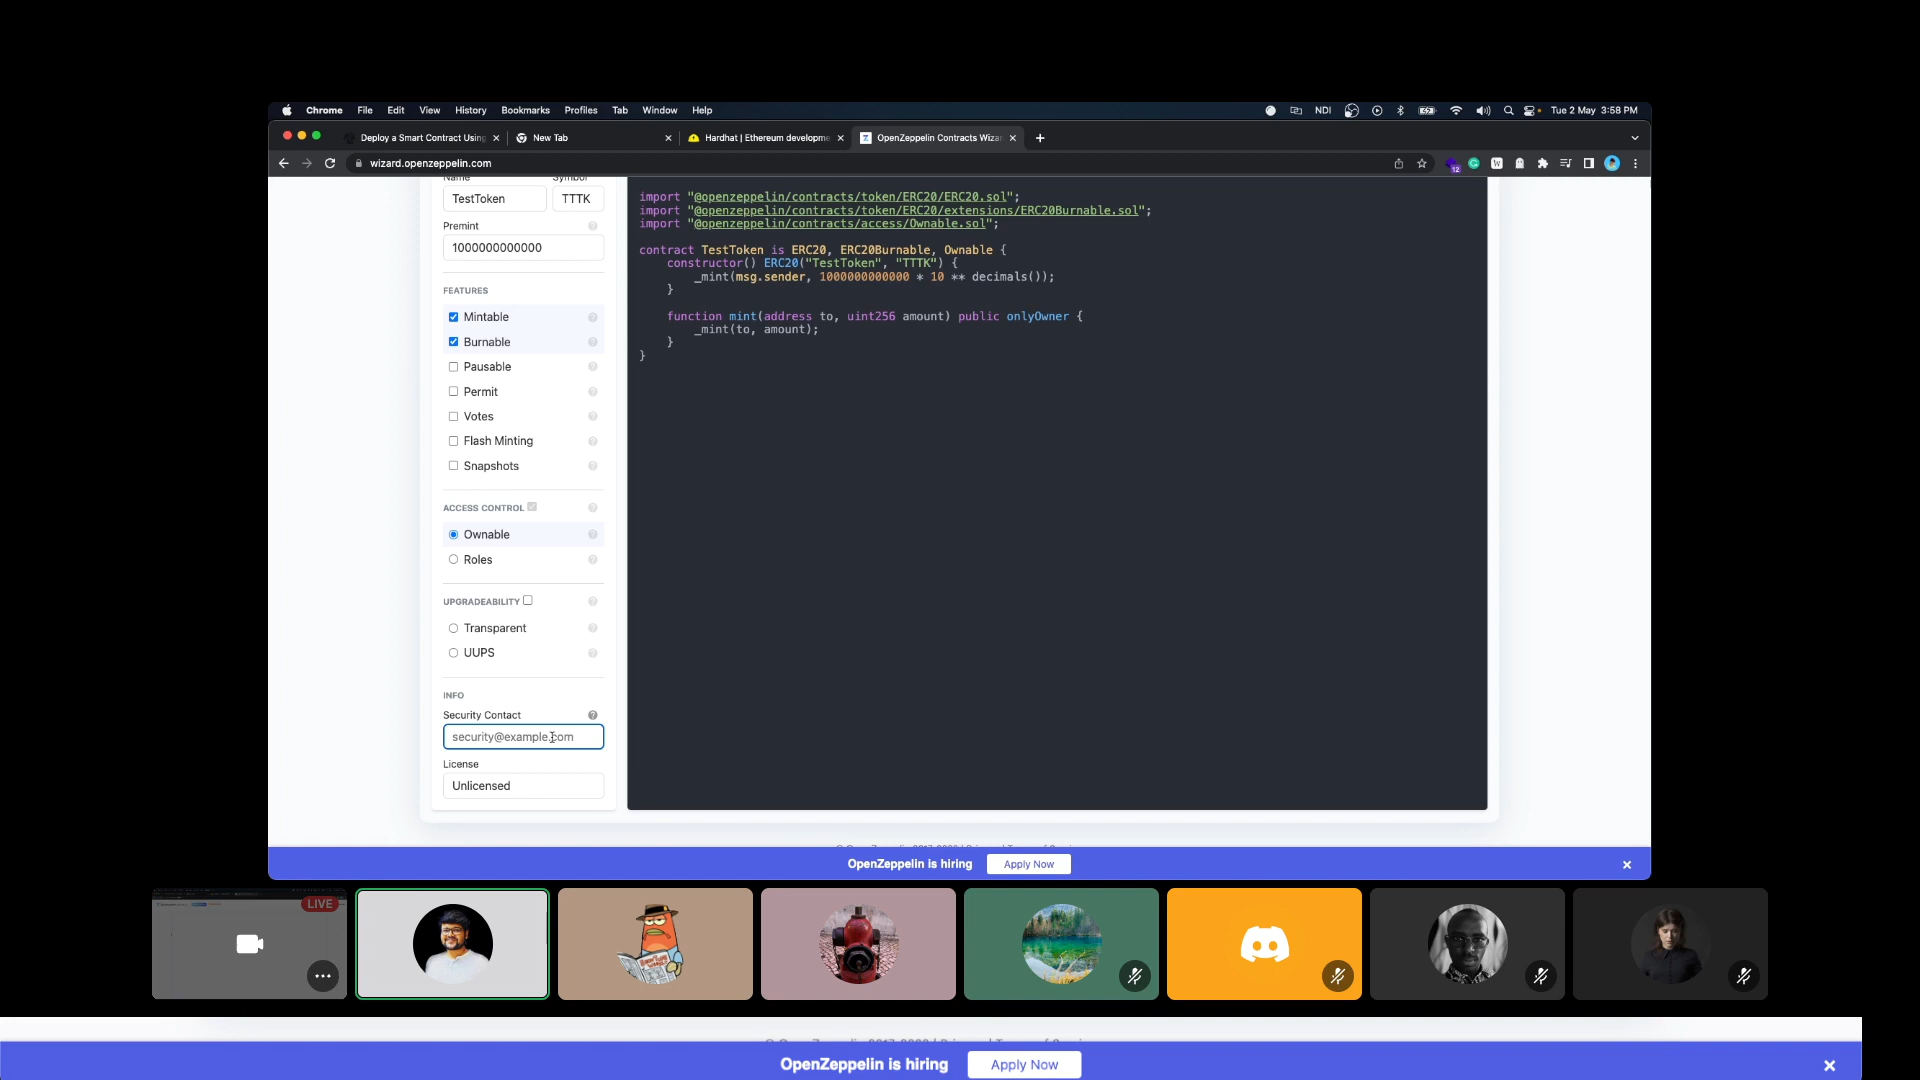 Chrome File Edit View History Bookmarks Profiles Tab Window Help NDI Tue 2 May 3:58 PM
Deploy a Smart Contract Using New Tab Hardhat | Ethereum developme OpenZeppelin Contracts Wiza
wizard.openzeppelin.com
12
Name Symbol
TestToken TTTK
Premint
1000000000000
FEATURES
Mintable
Burnable
Pausable
Permit
Votes
Flash Minting
Snapshots
ACCESS CONTROL
Ownable
Roles
UPGRADEABILITY
Transparent
UUPS
INFO
Security Contact
security@example.com
License
Unlicensed
import "@openzeppelin/contracts/token/ERC20/ERC20.sol";
import "@openzeppelin/contracts/token/ERC20/extensions/ERC20Burnable.sol";
import "@openzeppelin/contracts/access/Ownable.sol";
contract TestToken is ERC20, ERC20Burnable, Ownable {
constructor() ERC20("TestToken", "TTTK") {
_mint(msg.sender, 1000000000000 * 10 ** decimals());
}
function mint(address to, uint256 amount) public onlyOwner {
_mint(to, amount);
}
}
OpenZeppelin is hiring Apply Now
LIVE
OpenZeppelin is hiring Apply Now